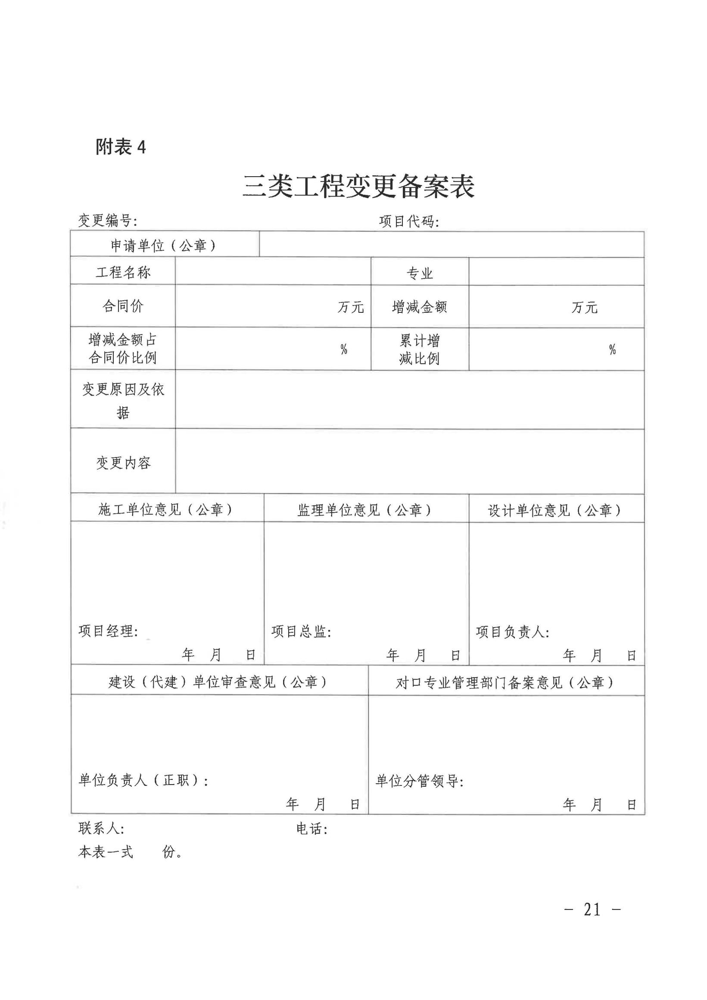 附表 4
三类工程变更备案表
变更编号: 项目代码:
申请单位（公章）
工程名称 专业
合同价 万元 增减金额 万元
增减金额占
合同价比例
%
累计增
减比例
%
变更原因及依
据
变更内容
施工单位意见（公章） 监理单位意见（公章） 设计单位意见（公章）
项目经理: 项目总监: 项目负责人:
年 月 日 年 月 日 年 月 日
建设（代建）单位审查意见（公章） 对口专业管理部门备案意见（公章）
单位负责人（正职）: 单位分管领导:
年 月 日 年 月 日
联系人: 电话:
本表一式 份。
- 21 -